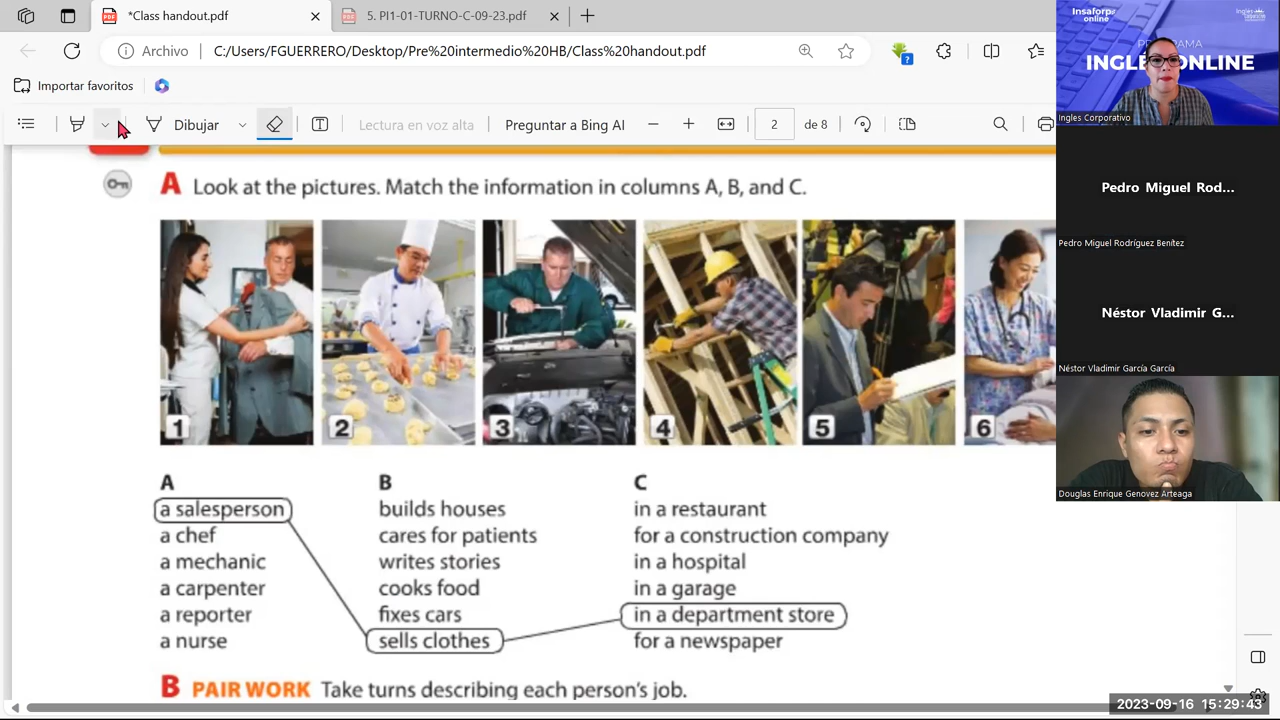 *Class handout.pdf
3.01-01-TURNO-C-09-23.pdf
Archivo
C:/Users/FGUERRERO/Desktop/Pre%20intermedio%20HB/Class%20handout.pdf
Importar favoritos
Dibujar
Lectura en voz alta
Preguntar a Bing AI
2
de 8
A Look at the pictures. Match the information in columns A, B, and C.
1
2
3
4
5
6
A
B
C
a salesperson
builds houses
in a restaurant
a chef
cares for patients
for a construction company
a mechanic
writes stories
in a hospital
a carpenter
cooks food
in a garage
a reporter
fixes cars
in a department store
a nurse
sells clothes
for a newspaper
B PAIR WORK Take turns describing each person's job.
Insaforp
online
INGLÉS ONLINE
Ingles Corporativo
Pedro Miguel Rod...
Pedro Miguel Rodríguez Benítez
Néstor Vladimir G...
Néstor Vladimir García García
Douglas Enrique Genovez Arteaga
2023-09-16 15:29:43